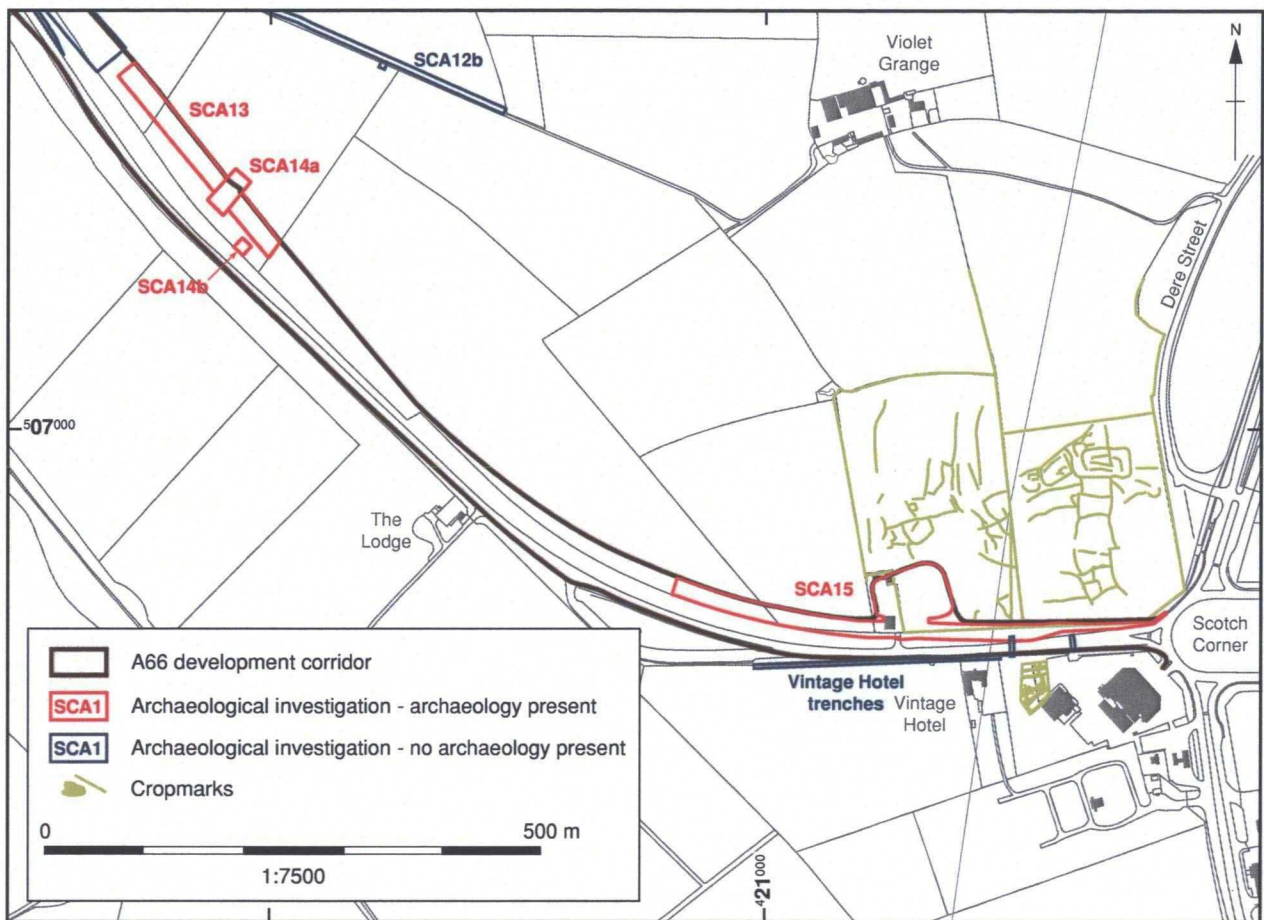 SCA12b
Violet
Grange
N
SCA13
SCA14a
SCA14b
Dere Street
507000
The
Lodge
SCA15
Scotch
Corner
Vintage Hotel
trenches
Vintage
Hotel
A66 development corridor
SCA1 Archaeological investigation - archaeology present
SCA1 Archaeological investigation - no archaeology present
Cropmarks
0 500 m
1:7500
421000